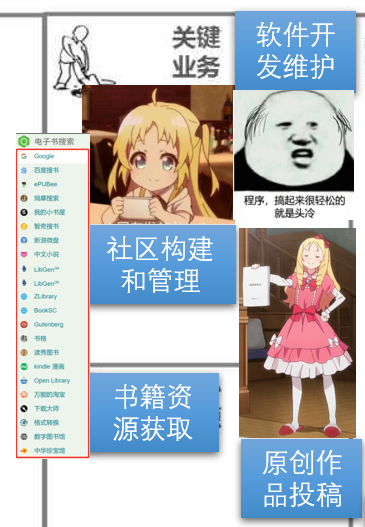 关键
业务
软件开
发维护
程序，搞起来很轻松的
就是头冷
社区构建
和管理
电子书搜索
Google
百度搜书
ePUBee
鸠摩搜索
我的小书屋
智奇搜书
新浪微盘
中文小说
LibGen
LibGen
ZLibrary
BookSC
Gutenberg
书格
读秀图书
kindle 漫画
Open Library
万能的淘宝
下载大师
格式转换
数字图书馆
中华珍宝馆
书籍资
源获取
原创作
品投稿